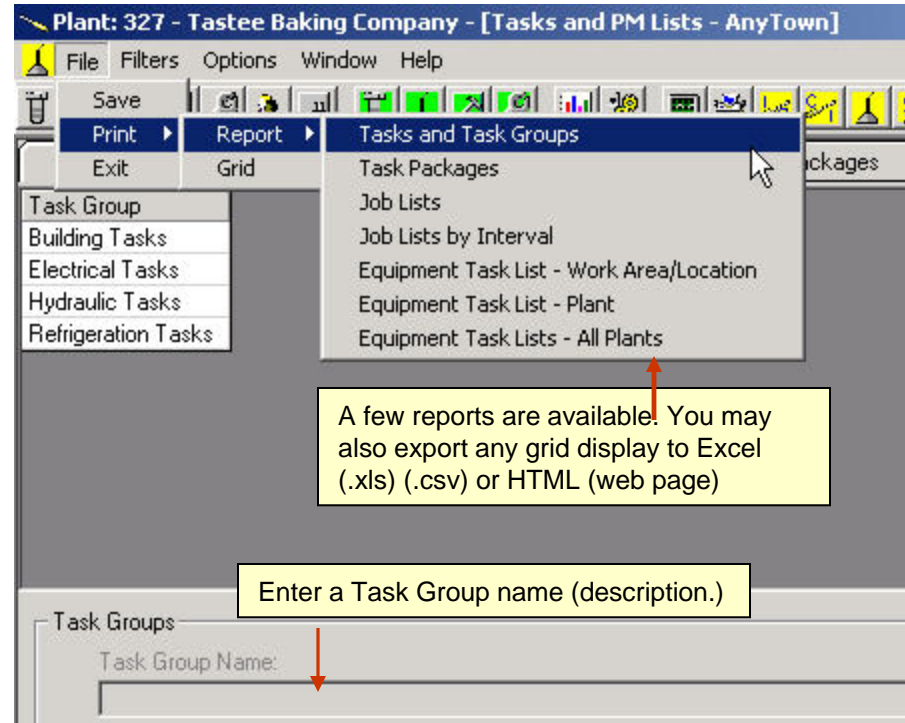 Plant: 327 - Tastee Baking Company - [Tasks and PM Lists - AnyTown]
File Filters Options Window Help
Save
Print Report Tasks and Task Groups
Exit Grid Task Packages
Job Lists
Job Lists by Interval
Equipment Task List - Work Area/Location
Equipment Task List - Plant
Equipment Task Lists - All Plants
Task Group
Building Tasks
Electrical Tasks
Hydraulic Tasks
Refrigeration Tasks
A few reports are available. You may
also export any grid display to Excel
(.xls) (.csv) or HTML (web page)
Enter a Task Group name (description.)
Task Groups
Task Group Name: